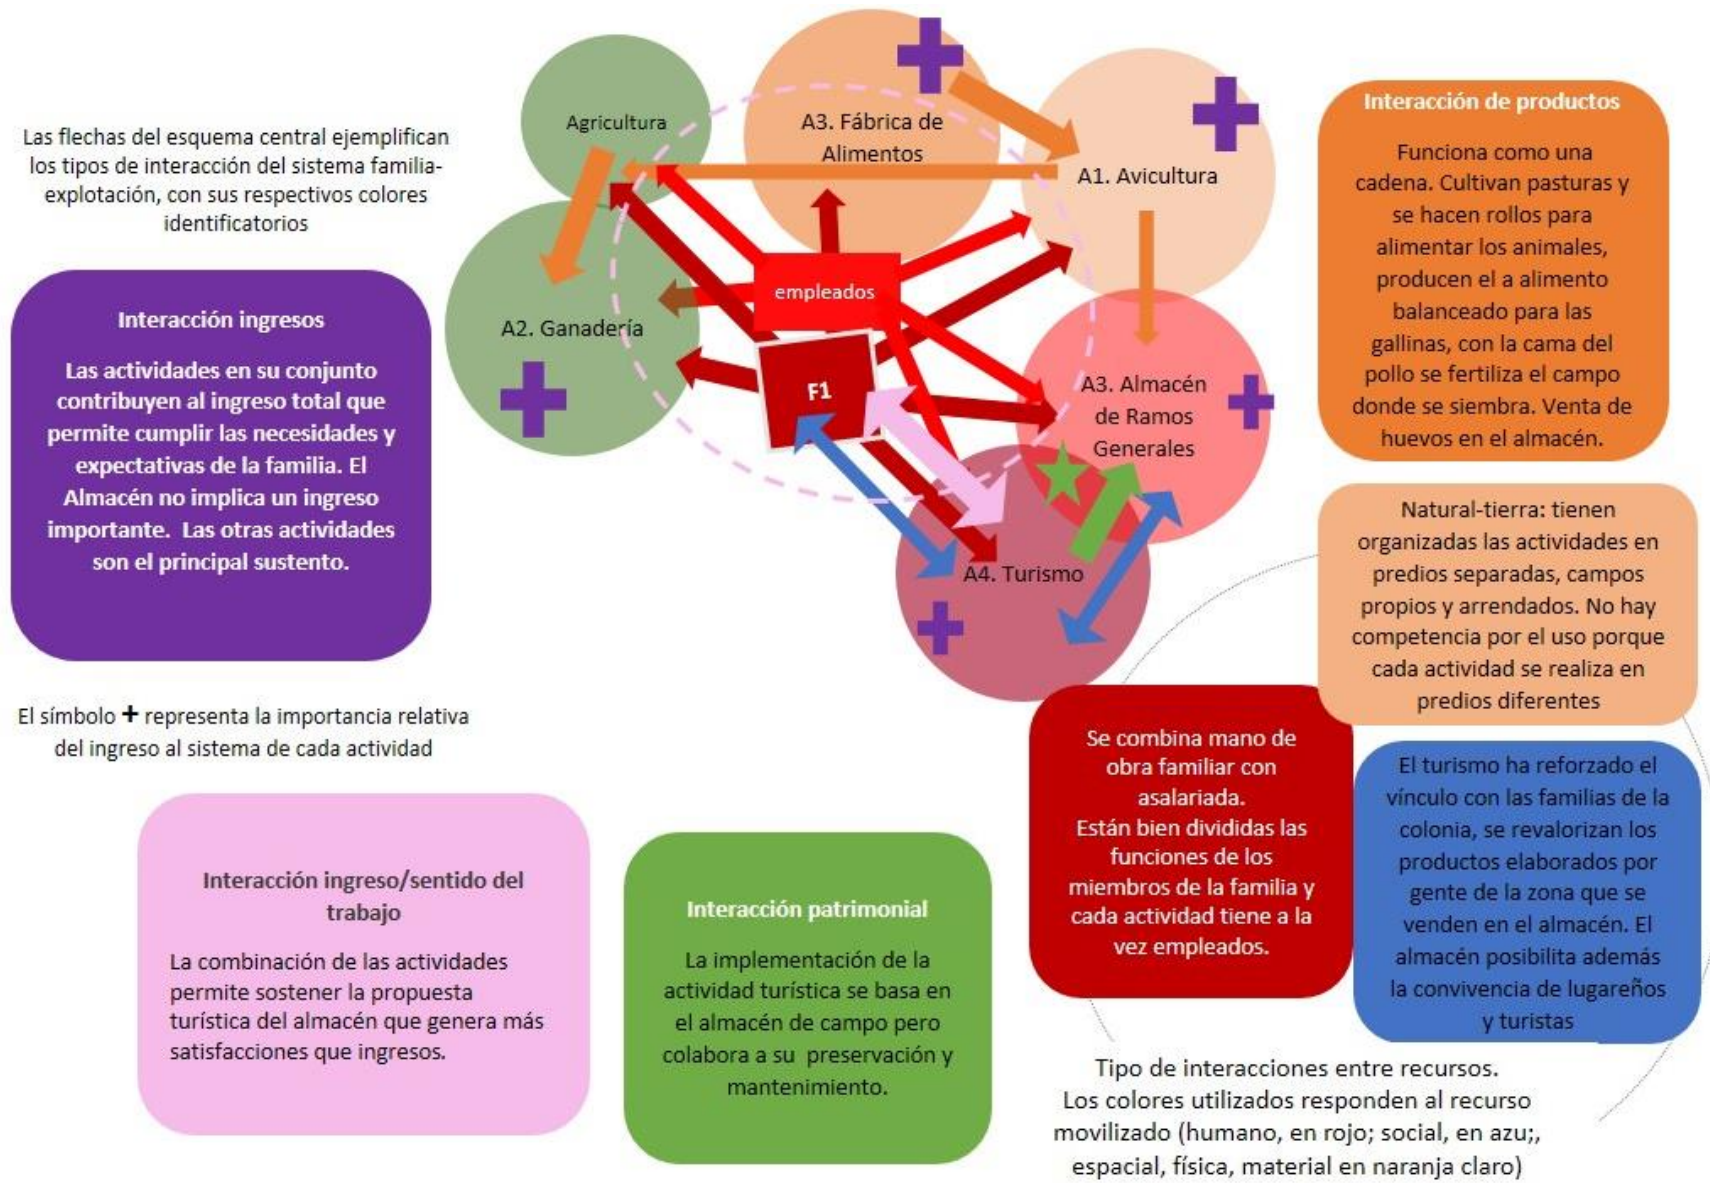 Las flechas del esquema central ejemplifican
los tipos de interacción del sistema familia-
explotación, con sus respectivos colores
identificatorios
Interacción ingresos
Las actividades en su conjunto
contribuyen al ingreso total que
permite cumplir las necesidades y
expectativas de la familia. El
Almacén no implica un ingreso
importante. Las otras actividades
son el principal sustento.
El símbolo + representa la importancia relativa
del ingreso al sistema de cada actividad
Agricultura
A3. Fábrica de
Alimentos
A1. Avicultura
empleados
A2. Ganadería
F1
A3. Almacén
de Ramos
Generales
A4. Turismo
Interacción de productos
Funciona como una
cadena. Cultivan pasturas y
se hacen rollos para
alimentar los animales,
producen el a alimento
balanceado para las
gallinas, con la cama del
pollo se fertiliza el campo
donde se siembra. Venta de
huevos en el almacén.
Natural-tierra: tienen
organizadas las actividades en
predios separadas, campos
propios y arrendados. No hay
competencia por el uso porque
cada actividad se realiza en
predios diferentes
Se combina mano de
obra familiar con
asalariada.
Están bien divididas las
funciones de los
miembros de la familia y
cada actividad tiene a la
vez empleados.
El turismo ha reforzado el
vínculo con las familias de la
colonia, se revalorizan los
productos elaborados por
gente de la zona que se
venden en el almacén. El
almacén posibilita además
la convivencia de lugareños
y turistas
Interacción ingreso/sentido del
trabajo
La combinación de las actividades
permite sostener la propuesta
turística del almacén que genera más
satisfacciones que ingresos.
Interacción patrimonial
La implementación de la
actividad turística se basa en
el almacén de campo pero
colabora a su preservación y
mantenimiento.
Tipo de interacciones entre recursos.
Los colores utilizados responden al recurso
movilizado (humano, en rojo; social, en azu;,
espacial, física, material en naranja claro)